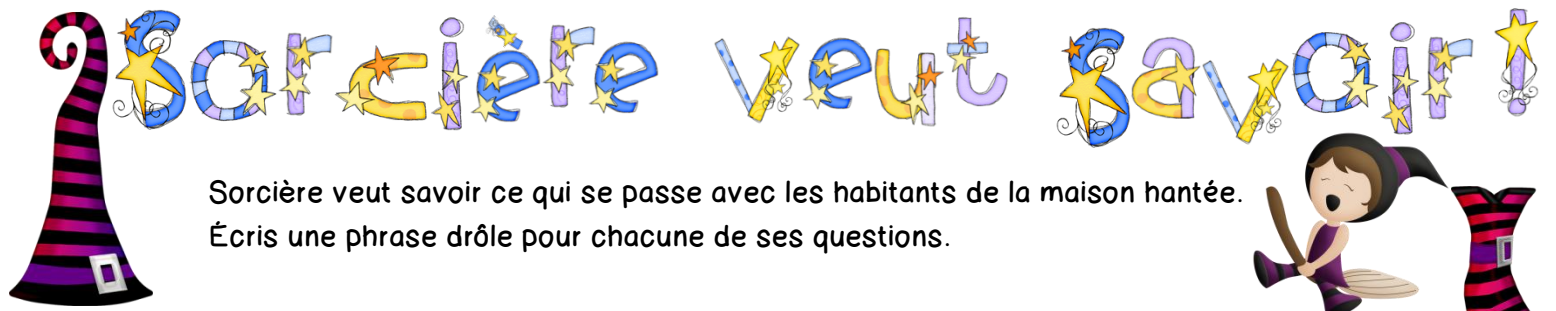 Sorcière veut savoir!
Sorcière veut savoir ce qui se passe avec les habitants de la maison hantée.
Écris une phrase drôle pour chacune de ses questions.